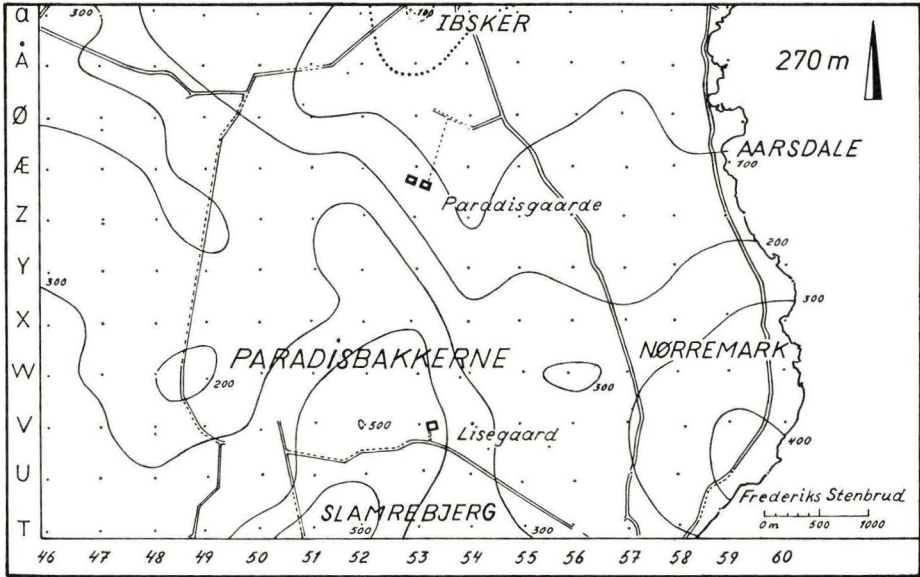 a
Å
Ø
Æ
Z
Y
X
W
V
U
T
300
100
IBSKER
270 m
AARSDALE
100
Paradisgaarde
200
300
300
PARADISBAKKERNE
NØRREMARK
200
300
500
Lisegaard
400
SLAMREBJERG
500
300
Frederiks Stenbrud
0 m 500 1000
46 47 48 49 50 51 52 53 54 55 56 57 58 59 60